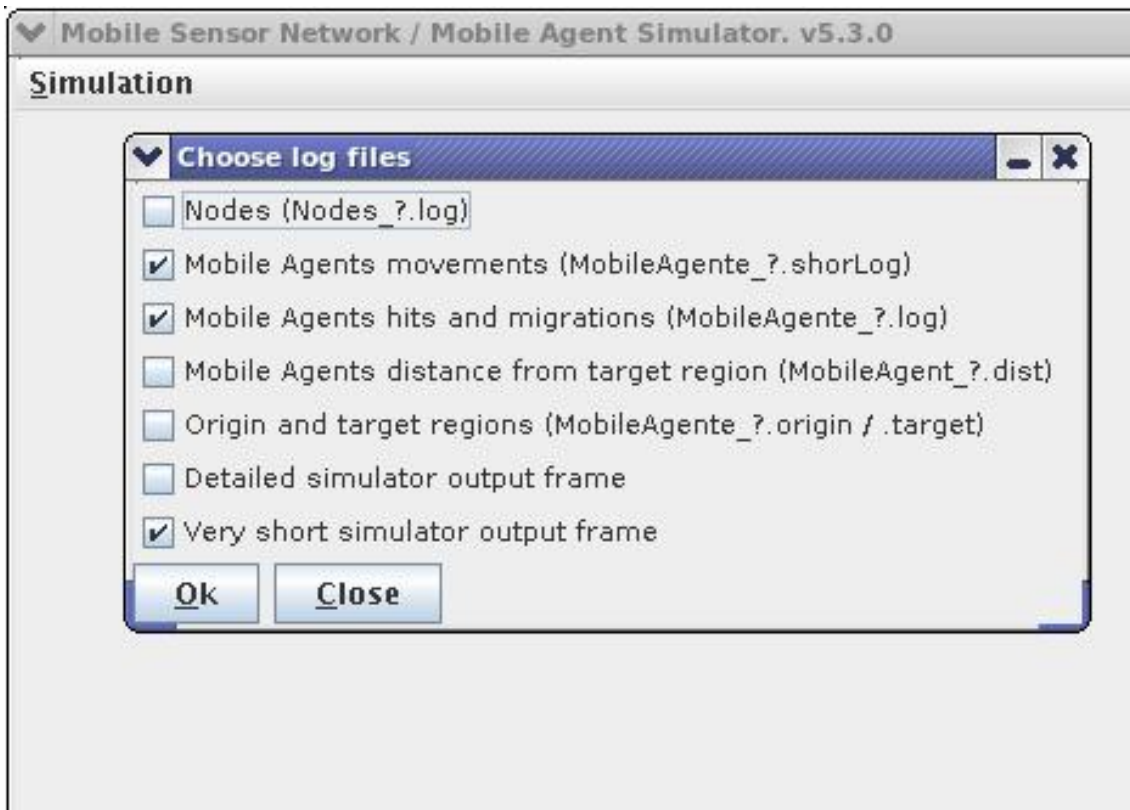 Mobile Sensor Network / Mobile Agent Simulator. v5.3.0
Simulation
Choose log files
Nodes (Nodes_?.log)
Mobile Agents movements (MobileAgente_?.shorLog)
Mobile Agents hits and migrations (MobileAgente_?.log)
Mobile Agents distance from target region (MobileAgent_?.dist)
Origin and target regions (MobileAgente_?.origin / .target)
Detailed simulator output frame
Very short simulator output frame
Ok Close